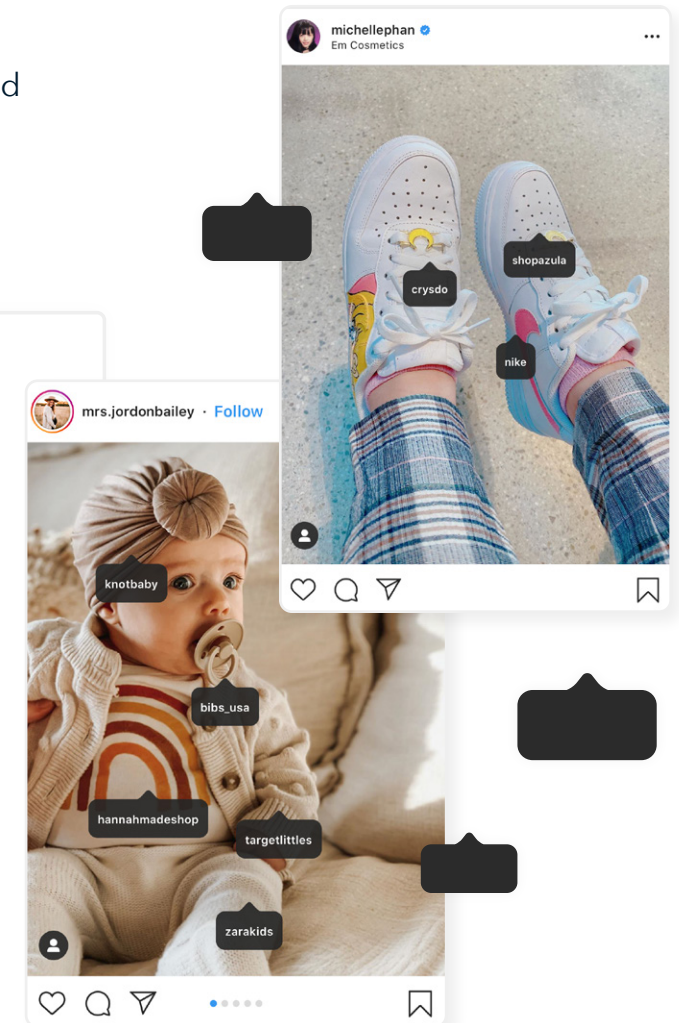 d
michellephan
Em Cosmetics
crysdo
shopazula
nike
mrs.jordonbailey · Follow
knotbaby
bibs_usa
hannahmadeshop
targetlittles
zarakids